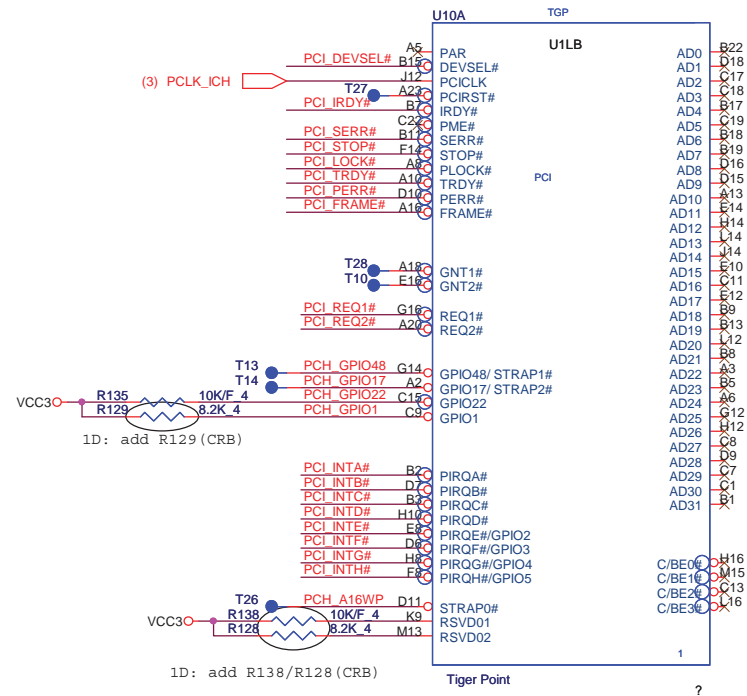 U10A TGP
U1LB
PCI
A5 PAR AD0 B22
PCI_DEVSEL# B15 DEVSEL# AD1 D18
(3) PCLK_ICH J12 PCICLK AD2 C17
T27 A23 PCIRST# AD3 C18
PCI_IRDY# B7 IRDY# AD4 B17
C22 PME# AD5 C19
PCI_SERR# B11 SERR# AD6 B18
PCI_STOP# F14 STOP# AD7 B19
PCI_LOCK# A8 PLOCK# AD8 D16
PCI_TRDY# A10 TRDY# AD9 D15
PCI_PERR# D10 PERR# AD10 A13
PCI_FRAME# A16 FRAME# AD11 E14
AD12 H14
AD13 L14
AD14 J14
T28 A18 GNT1# AD15 E10
T10 E16 GNT2# AD16 C11
AD17 E12
PCI_REQ1# G16 REQ1# AD18 B9
PCI_REQ2# A20 REQ2# AD19 B13
AD20 L12
AD21 B8
T13 PCH_GPIO48 G14 GPIO48/ STRAP1# AD22 A3
T14 PCH_GPIO17 A2 GPIO17/ STRAP2# AD23 B5
VCC3 R135 10K/F_4 PCH_GPIO22 C15 GPIO22 AD24 A6
R129 8.2K_4 PCH_GPIO1 C9 GPIO1 AD25 G12
1D: add R129(CRB)
AD26 H12
AD27 C8
AD28 D9
PCI_INTA# B2 PIRQA# AD29 C7
PCI_INTB# D7 PIRQB# AD30 C1
PCI_INTC# B3 PIRQC# AD31 B1
PCI_INTD# H10 PIRQD#
PCI_INTE# E8 PIRQE#/GPIO2
PCI_INTF# D6 PIRQF#/GPIO3
PCI_INTG# H8 PIRQG#/GPIO4 C/BE0# H16
PCI_INTH# F8 PIRQH#/GPIO5 C/BE1# M15
C/BE2# C13
T26 PCH_A16WP D11 STRAP0# C/BE3# L16
VCC3 R138 10K/F_4 K9 RSVD01
R128 8.2K_4 M13 RSVD02
1
1D: add R138/R128(CRB)
Tiger Point
?